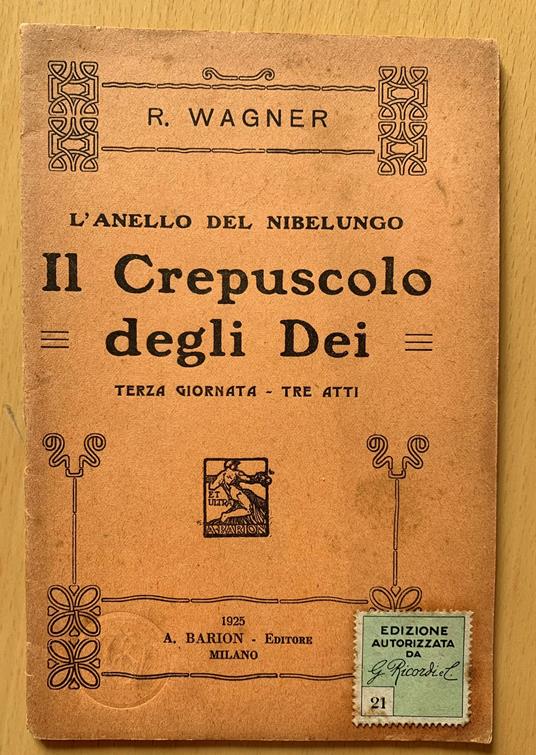 R. WAGNER
L'ANELLO DEL NIBELUNGO
Il Crepuscolo
degli Dei
TERZA GIORNATA - TRE ATTI
ET
ULTRA
A. BARION
1925
A. BARION - EDITORE
MILANO
EDIZIONE
AUTORIZZATA
DA
G. Ricordi e C.
21